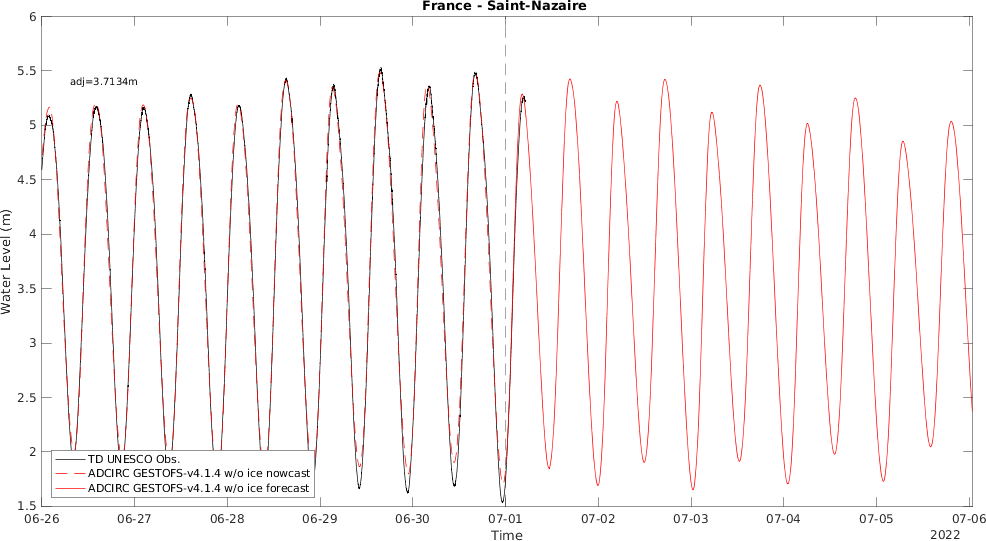 France - Saint-Nazaire
6
5.5
5
4.5
4
3.5
3
2.5
2
1.5
Water Level (m)
adj=3.7134m
TD UNESCO Obs.
ADCIRC GESTOFS-v4.1.4 w/o ice nowcast
ADCIRC GESTOFS-v4.1.4 w/o ice forecast
06-26 06-27 06-28 06-29 06-30 07-01 07-02 07-03 07-04 07-05 07-06
Time
2022